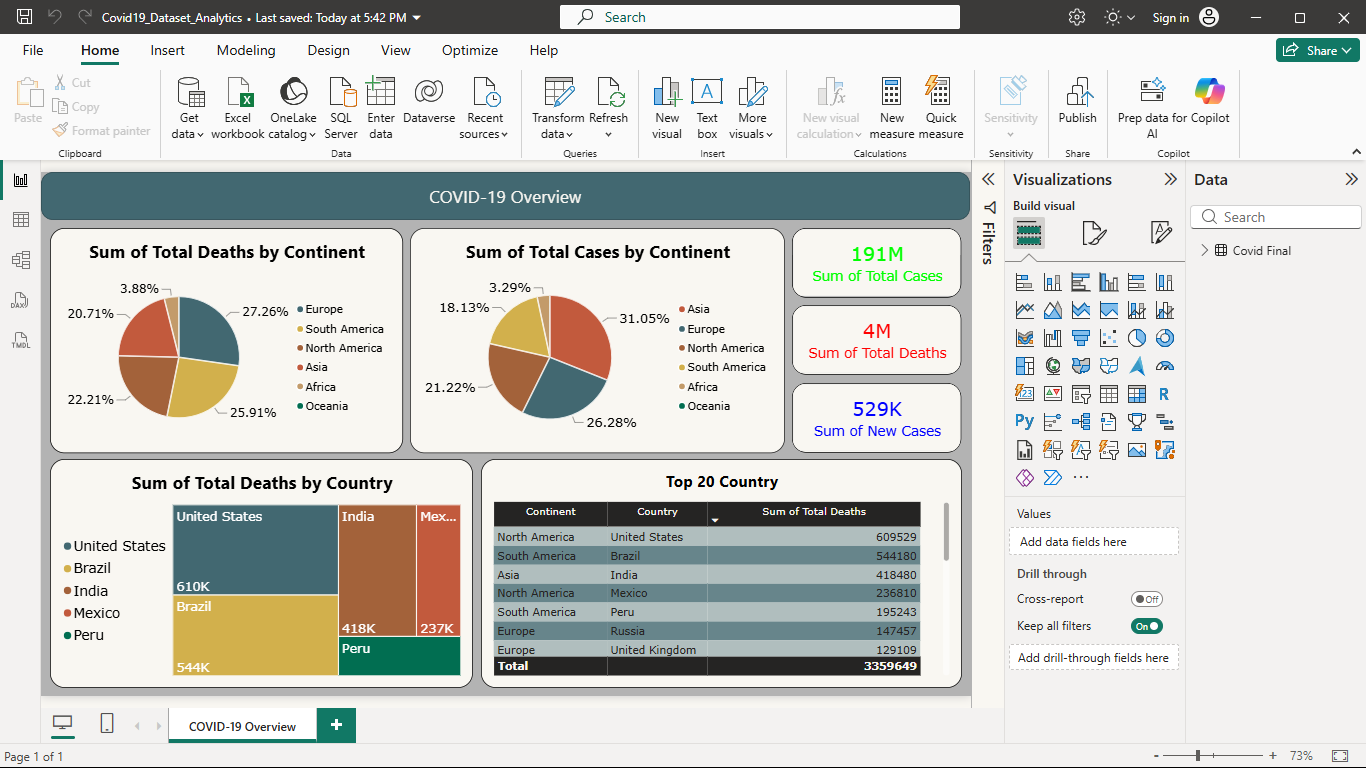 Covid19_Dataset_Analytics • Last saved: Today at 5:42 PM
Search
Sign in
File Home Insert Modeling Design View Optimize Help
Share
Paste
Cut
Copy
Format painter
Clipboard
Get data
Excel workbook
OneLake catalog
SQL Server
Enter data
Dataverse
Recent sources
Data
Transform data
Refresh
Queries
New visual
Text box
More visuals
Insert
New visual calculation
New measure
Quick measure
Calculations
Sensitivity
Sensitivity
Publish
Share
Prep data for AI
Copilot
Copilot
DAX
TMDL
COVID-19 Overview
Sum of Total Deaths by Continent
3.88%
20.71%
27.26%
22.21%
25.91%
Europe
South America
North America
Asia
Africa
Oceania
Sum of Total Cases by Continent
3.29%
18.13%
31.05%
21.22%
26.28%
Asia
Europe
North America
South America
Africa
Oceania
191M
Sum of Total Cases
4M
Sum of Total Deaths
529K
Sum of New Cases
Sum of Total Deaths by Country
United States
Brazil
India
Mexico
Peru
United States
610K
Brazil
544K
India
418K
Mex...
237K
Peru
Top 20 Country
Continent Country Sum of Total Deaths
North America United States 609529
South America Brazil 544180
Asia India 418480
North America Mexico 236810
South America Peru 195243
Europe Russia 147457
Europe United Kingdom 129109
Total 3359649
Filters
Visualizations
Build visual
123
R
Py
Values
Add data fields here
Drill through
Cross-report Off
Keep all filters On
Add drill-through fields here
Data
Search
Covid Final
COVID-19 Overview
+
Page 1 of 1
- + 73%